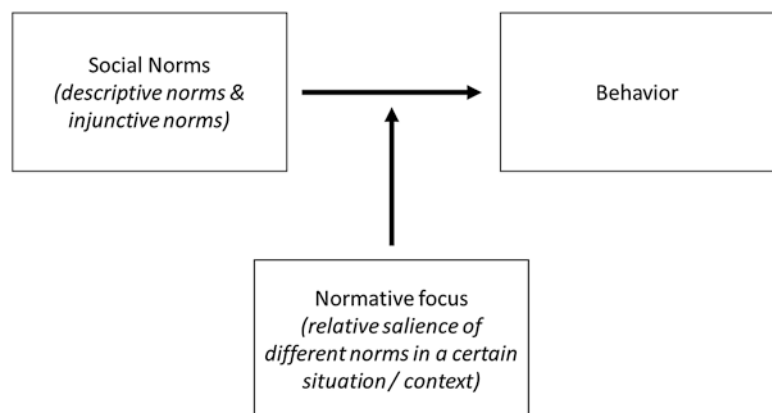 Social Norms
(descriptive norms &
injunctive norms)
Behavior
Normative focus
(relative salience of
different norms in a certain
situation / context)